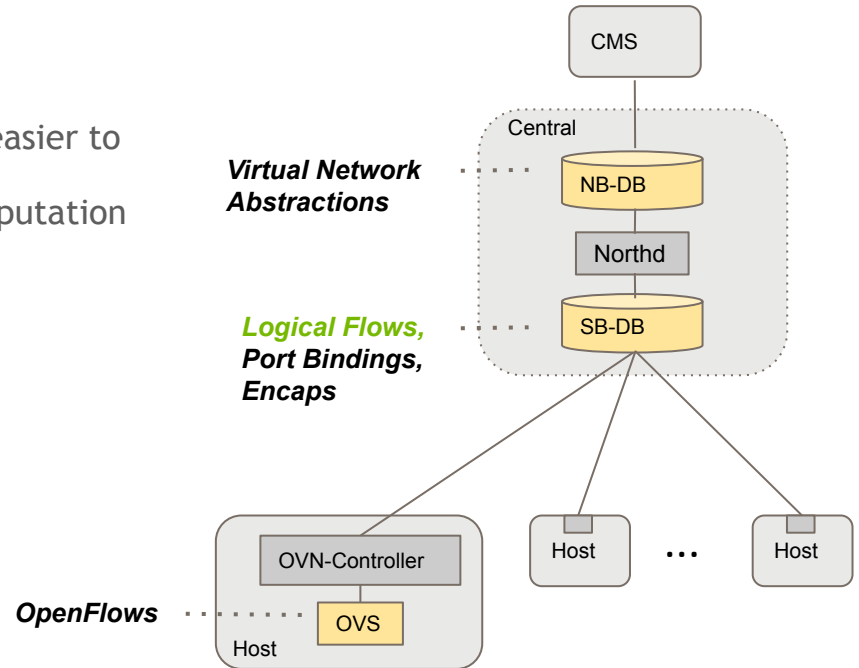 CMS
easier to
Central
Virtual Network
Abstractions
NB-DB
putation
Northd
Logical Flows,
Port Bindings,
Encaps
SB-DB
OVN-Controller
Host
...
Host
OpenFlows
OVS
Host